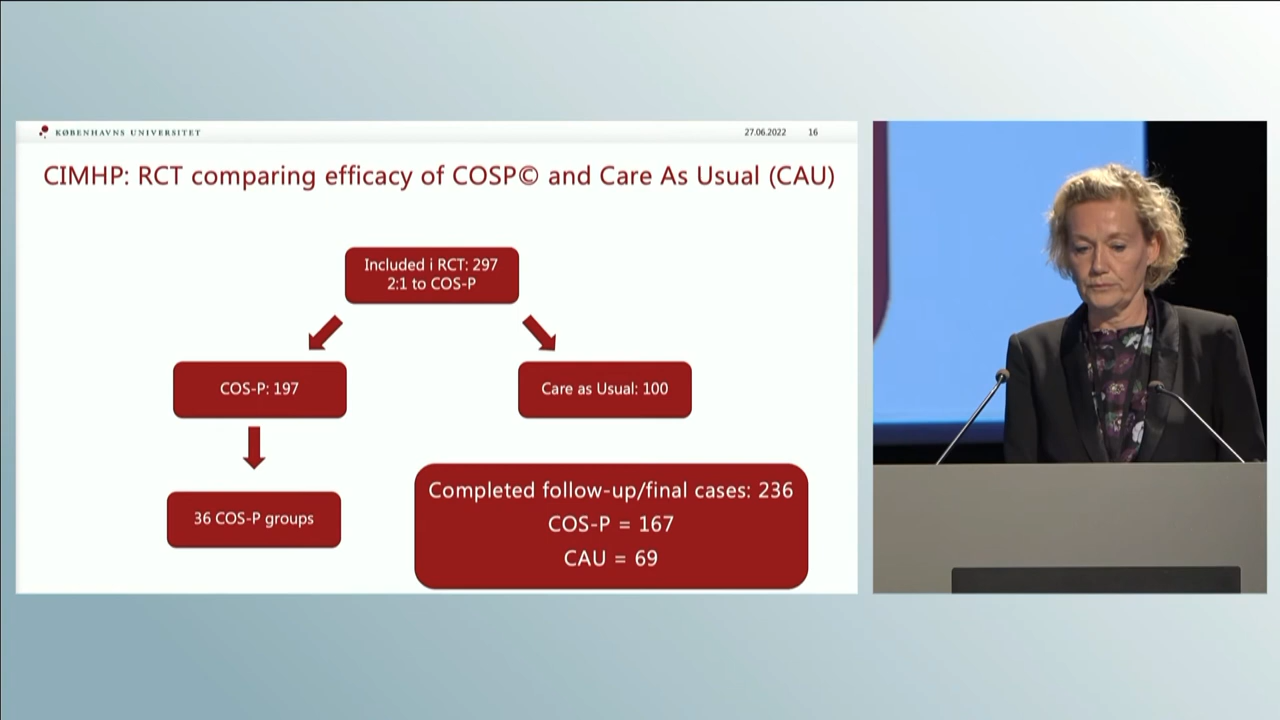 KØBENHAVNS UNIVERSITET
27.06.2022 16
CIMHP: RCT comparing efficacy of COSP© and Care As Usual (CAU)
Included i RCT: 297
2:1 to COS-P
COS-P: 197
Care as Usual: 100
36 COS-P groups
Completed follow-up/final cases: 236
COS-P = 167
CAU = 69